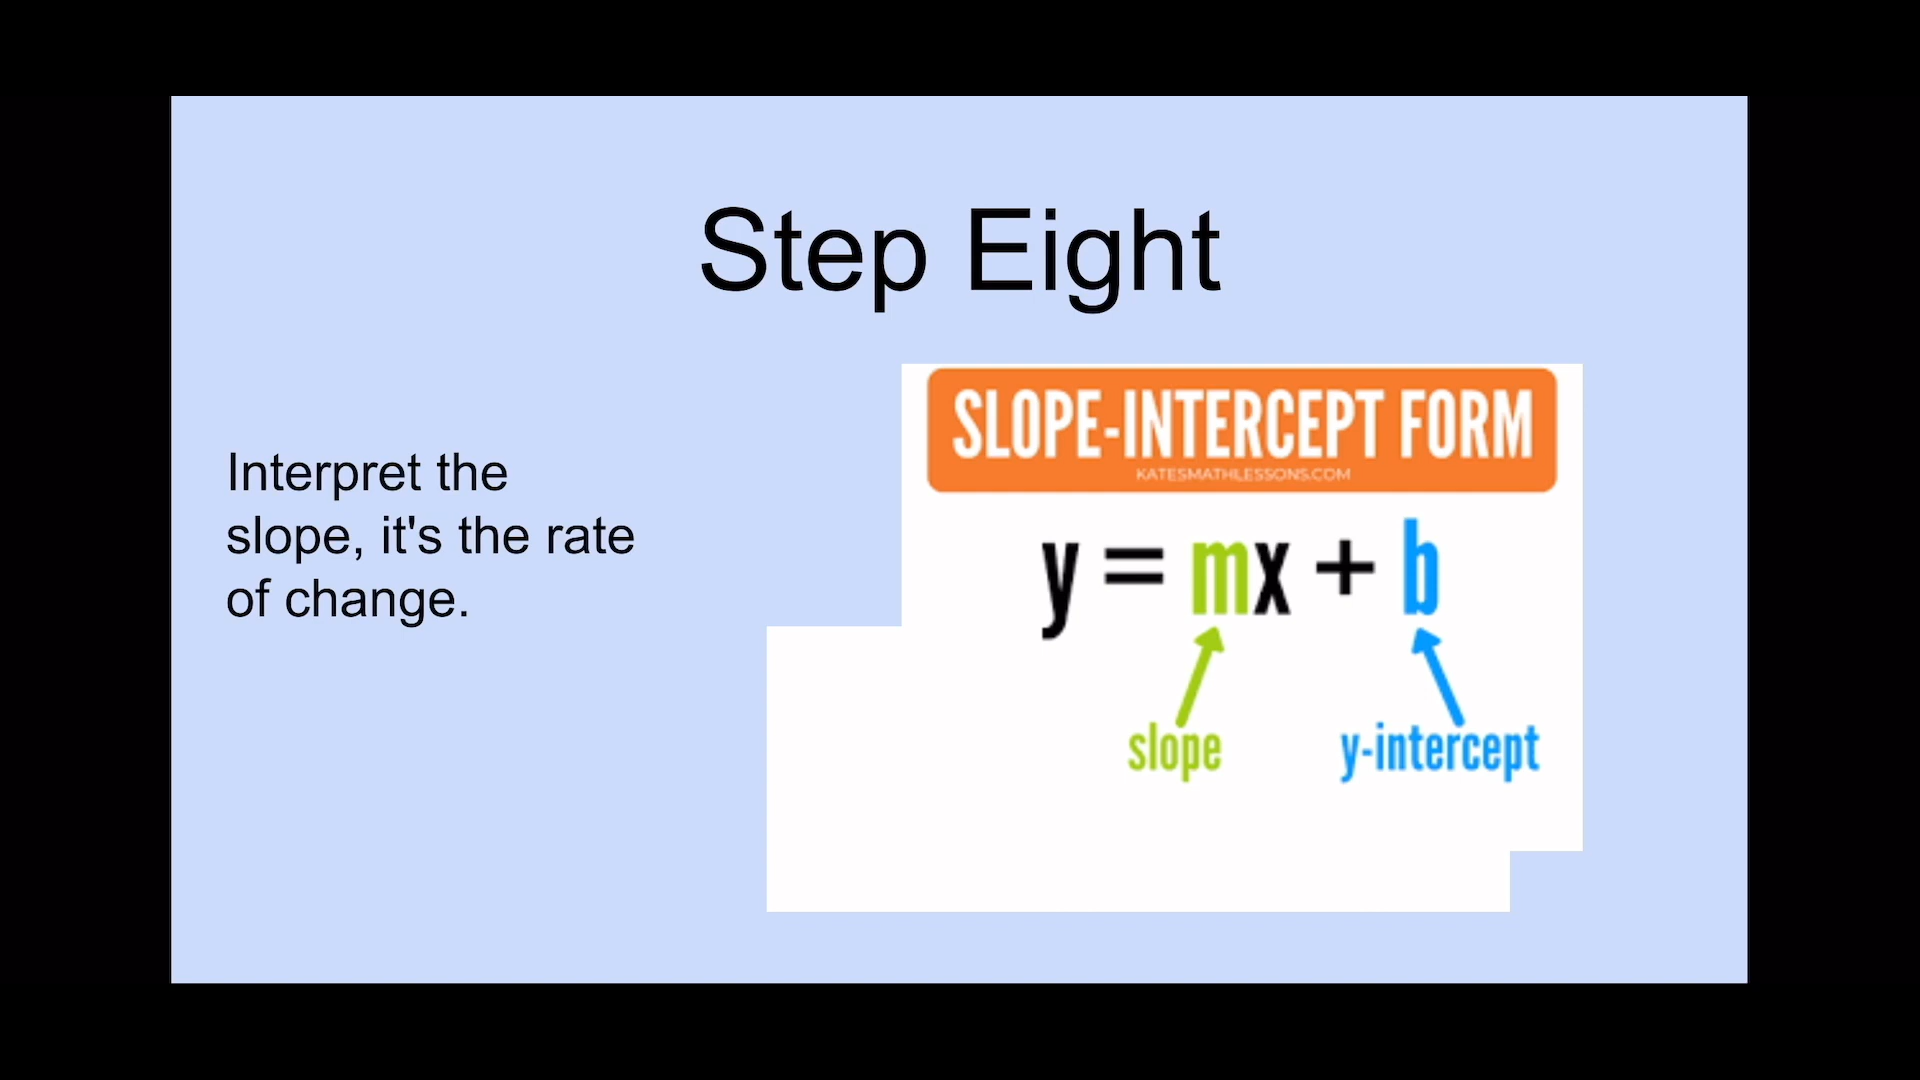 Step Eight
Interpret the
slope, it's the rate
of change.
SLOPE-INTERCEPT FORM
KATESMATHLESSONS.COM
y = mx + b
slope
y-intercept